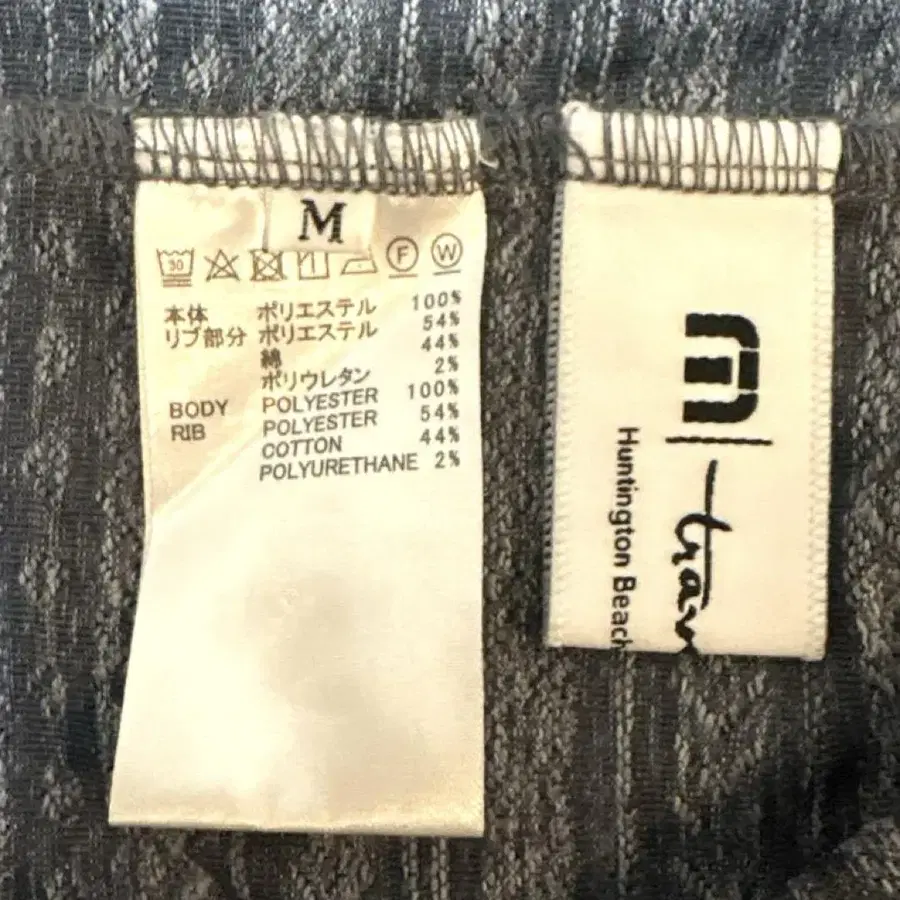 M
30 F W
本体 ポリエステル 100%
リブ部分 ポリエステル 54%
綿 44%
ポリウレタン 2%
BODY POLYESTER 100%
RIB POLYESTER 54%
COTTON 44%
POLYURETHANE 2%
Huntington Beach